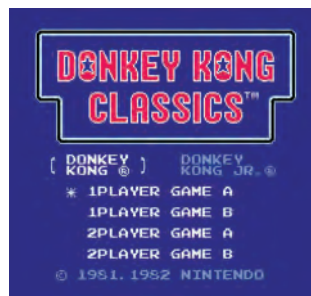 DONKEY KONG
CLASSICS™
[ DONKEY KONG ® ]
DONKEY KONG JR.®
* 1PLAYER GAME A
1PLAYER GAME B
2PLAYER GAME A
2PLAYER GAME B
© 1981,1982 NINTENDO